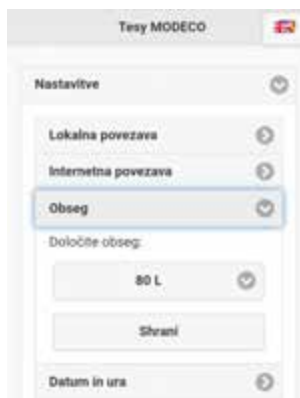 Tesy MODECO
Nastavitve
Lokalna povezava
Internetna povezava
Obseg
Določite obseg:
80 L
Shrani
Datum in ura